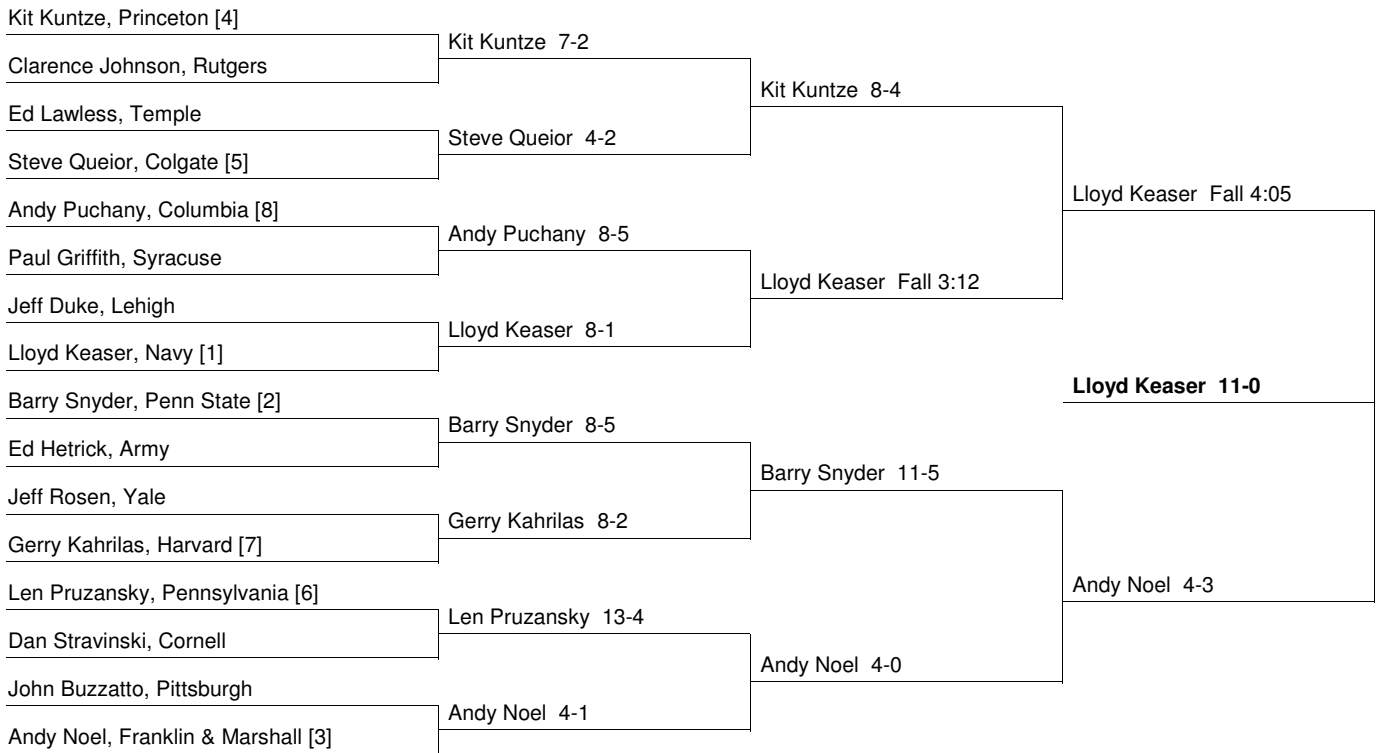 Kit Kuntze, Princeton [4]
Clarence Johnson, Rutgers
Ed Lawless, Temple
Steve Queior, Colgate [5]
Andy Puchany, Columbia [8]
Paul Griffith, Syracuse
Jeff Duke, Lehigh
Lloyd Keaser, Navy [1]
Barry Snyder, Penn State [2]
Ed Hetrick, Army
Jeff Rosen, Yale
Gerry Kahrilas, Harvard [7]
Len Pruzansky, Pennsylvania [6]
Dan Stravinski, Cornell
John Buzzatto, Pittsburgh
Andy Noel, Franklin & Marshall [3]
Kit Kuntze 7-2
Steve Queior 4-2
Andy Puchany 8-5
Lloyd Keaser 8-1
Barry Snyder 8-5
Gerry Kahrilas 8-2
Len Pruzansky 13-4
Andy Noel 4-1
Kit Kuntze 8-4
Lloyd Keaser Fall 3:12
Barry Snyder 11-5
Andy Noel 4-0
Lloyd Keaser Fall 4:05
Andy Noel 4-3
Lloyd Keaser 11-0